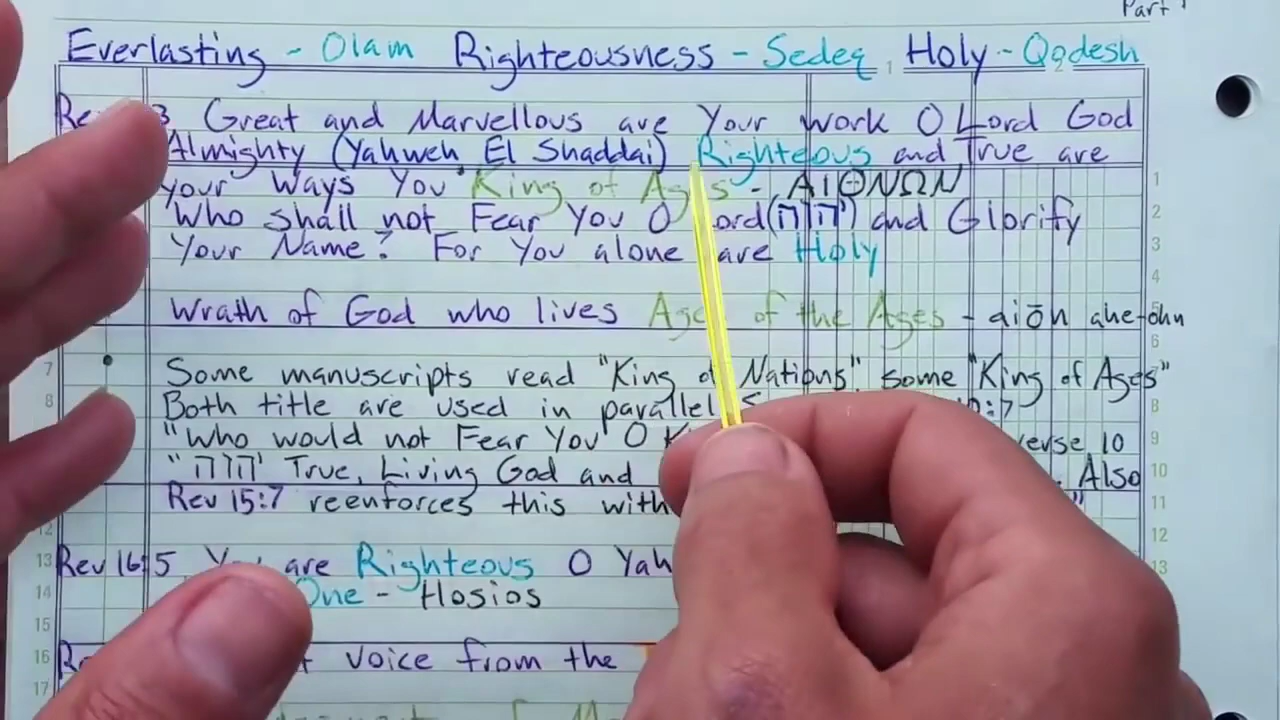 Part
Everlasting - Olam Righteousness - Sedeq Holy - Qodesh
3 Great and Marvellous are Your work O Lord God
Almighty (Yahweh El Shaddai) Righteous and True are
your Ways You King of Ages - ΑΙΘΝΩΝ
Who shall not Fear You O Lord (יהוה) and Glorify
Your Name? For You alone are Holy
Wrath of God who lives Ages of the Ages - aiōn ahe-ohn
Some manuscripts read "King of Nations" some "King of Ages"
Both title are used in parallel
"Who would not Fear You O verse 10
"יהוה True, Living God and Also
Rev 15:7 reenforces this with
Rev 16:5 You are Righteous O Yah
One - Hosios
voice from the